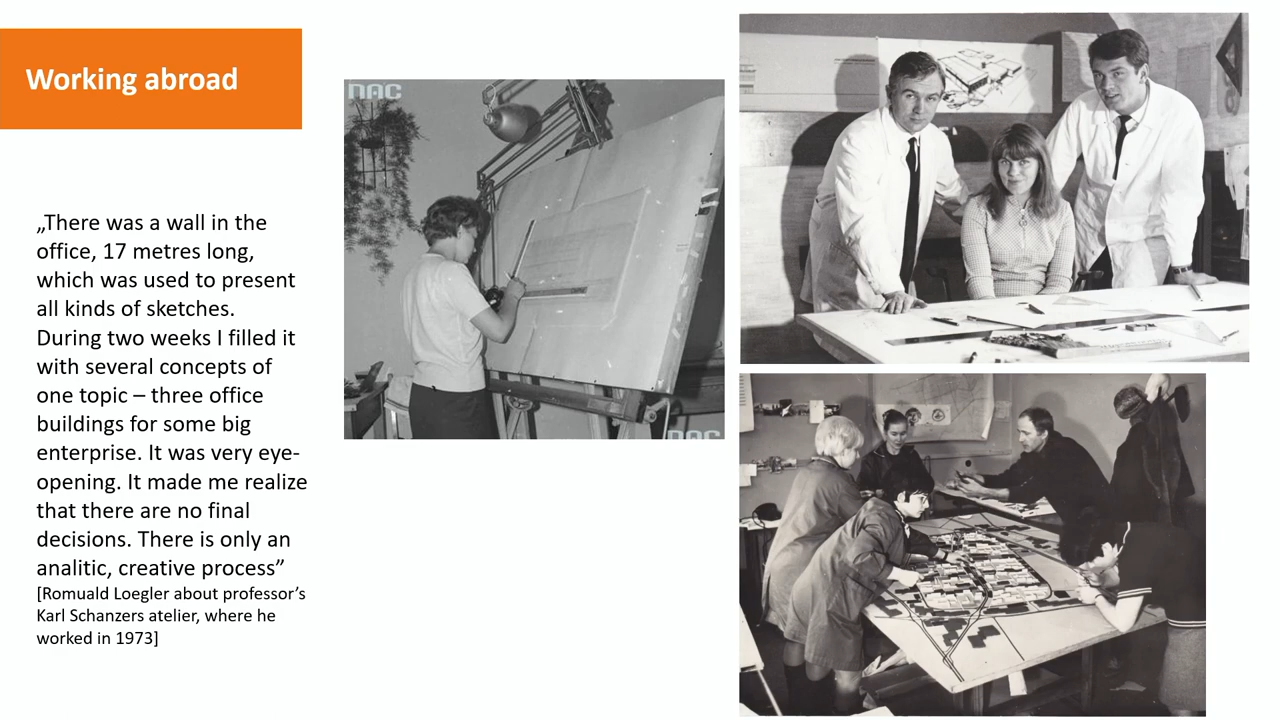 Working abroad
„There was a wall in the
office, 17 metres long,
which was used to present
all kinds of sketches.
During two weeks I filled it
with several concepts of
one topic – three office
buildings for some big
enterprise. It was very eye-
opening. It made me realize
that there are no final
decisions. There is only an
analitic, creative process”
[Romuald Loegler about professor’s
Karl Schanzers atelier, where he
worked in 1973]
nac
nac